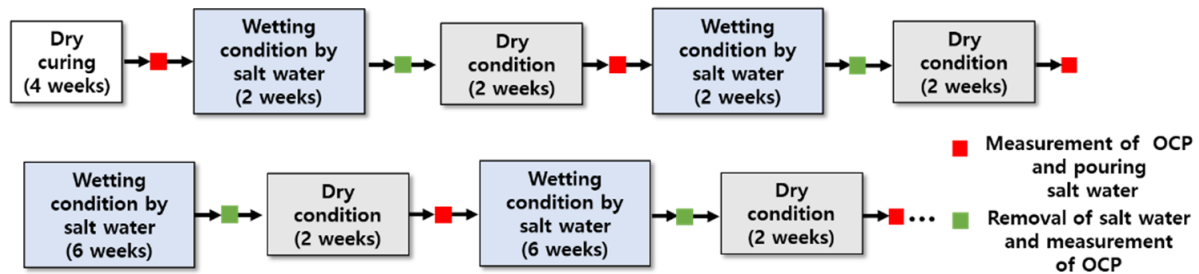 Dry
curing
(4 weeks)
Wetting
condition by
salt water
(2 weeks)
Dry
condition
(2 weeks)
Wetting
condition by
salt water
(2 weeks)
Dry
condition
(2 weeks)
Wetting
condition by
salt water
(6 weeks)
Dry
condition
(2 weeks)
Wetting
condition by
salt water
(6 weeks)
Dry
condition
(2 weeks)
...
Measurement of OCP
and pouring
salt water
Removal of salt water
and measurement
of OCP